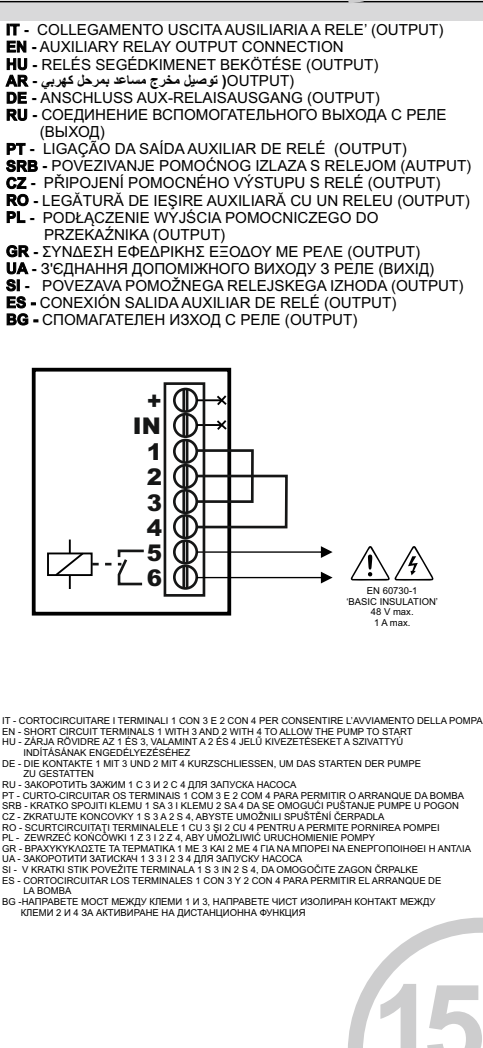 IT - COLLEGAMENTO USCITA AUSILIARIA A RELE' (OUTPUT)
EN - AUXILIARY RELAY OUTPUT CONNECTION
HU - RELÉS SEGÉDKIMENET BEKÖTÉSE (OUTPUT)
AR - توصيل مخرج مساعد بمرحل كهربي )OUTPUT)
DE - ANSCHLUSS AUX-RELAISAUSGANG (OUTPUT)
RU - СОЕДИНЕНИЕ ВСПОМОГАТЕЛЬНОГО ВЫХОДА С РЕЛЕ
(ВЫХОД)
PT - LIGAÇÃO DA SAÍDA AUXILIAR DE RELÉ (OUTPUT)
SRB - POVEZIVANJE POMOĆNOG IZLAZA S RELEJOM (AUTPUT)
CZ - PŘIPOJENÍ POMOCNÉHO VÝSTUPU S RELÉ (OUTPUT)
RO - LEGĂTURĂ DE IEŞIRE AUXILIARĂ CU UN RELEU (OUTPUT)
PL - PODŁĄCZENIE WYJŚCIA POMOCNICZEGO DO
PRZEKAŹNIKA (OUTPUT)
GR - ΣΥΝΔΕΣΗ ΕΦΕΔΡΙΚΗΣ ΕΞΟΔΟΥ ΜΕ ΡΕΛΕ (OUTPUT)
UA - З'ЄДНАННЯ ДОПОМІЖНОГО ВИХОДУ З РЕЛЕ (ВИХІД)
SI - POVEZAVA POMOŽNEGA RELEJSKEGA IZHODA (OUTPUT)
ES - CONEXIÓN SALIDA AUXILIAR DE RELÉ (OUTPUT)
BG - СПОМАГАТЕЛЕН ИЗХОД С РЕЛЕ (OUTPUT)
+
IN
1
2
3
4
5
6
EN 60730-1
'BASIC INSULATION'
48 V max.
1 A max.
IT - CORTOCIRCUITARE I TERMINALI 1 CON 3 E 2 CON 4 PER CONSENTIRE L'AVVIAMENTO DELLA POMPA
EN - SHORT CIRCUIT TERMINALS 1 WITH 3 AND 2 WITH 4 TO ALLOW THE PUMP TO START
HU - ZÁRJA RÖVIDRE AZ 1 ÉS 3, VALAMINT A 2 ÉS 4 JELŰ KIVEZETÉSEKET A SZIVATTYÚ
INDÍTÁSÁNAK ENGEDÉLYEZÉSÉHEZ
DE - DIE KONTAKTE 1 MIT 3 UND 2 MIT 4 KURZSCHLIESSEN, UM DAS STARTEN DER PUMPE
ZU GESTATTEN
RU - ЗАКОРОТИТЬ ЗАЖИМ 1 С 3 И 2 С 4 ДЛЯ ЗАПУСКА НАСОСА
PT - CURTO-CIRCUITAR OS TERMINAIS 1 COM 3 E 2 COM 4 PARA PERMITIR O ARRANQUE DA BOMBA
SRB - KRATKO SPOJITI KLEMU 1 SA 3 I KLEMU 2 SA 4 DA SE OMOGUĆI PUŠTANJE PUMPE U POGON
CZ - ZKRATUJTE KONCOVKY 1 S 3 A 2 S 4, ABYSTE UMOŽNILI SPUŠTĚNÍ ČERPADLA
RO - SCURTCIRCUITAŢI TERMINALELE 1 CU 3 ŞI 2 CU 4 PENTRU A PERMITE PORNIREA POMPEI
PL - ZEWRZEĆ KOŃCÓWKI 1 Z 3 I 2 Z 4, ABY UMOŻLIWIĆ URUCHOMIENIE POMPY
GR - ΒΡΑΧΥΚΥΚΛΩΣΤΕ ΤΑ ΤΕΡΜΑΤΙΚΑ 1 ΜΕ 3 ΚΑΙ 2 ΜΕ 4 ΓΙΑ ΝΑ ΜΠΟΡΕΙ ΝΑ ΕΝΕΡΓΟΠΟΙΗΘΕΙ Η ΑΝΤΛΙΑ
UA - ЗАКОРОТИТИ ЗАТИСКАЧ 1 З 3 І 2 З 4 ДЛЯ ЗАПУСКУ НАСОСА
SI - V KRATKI STIK POVEŽITE TERMINALA 1 S 3 IN 2 S 4, DA OMOGOČITE ZAGON ČRPALKE
ES - CORTOCIRCUITAR LOS TERMINALES 1 CON 3 Y 2 CON 4 PARA PERMITIR EL ARRANQUE DE
LA BOMBA
BG -НАПРАВЕТЕ МОСТ МЕЖДУ КЛЕМИ 1 И 3, НАПРАВЕТЕ ЧИСТ ИЗОЛИРАН КОНТАКТ МЕЖДУ
КЛЕМИ 2 И 4 ЗА АКТИВИРАНЕ НА ДИСТАНЦИОННА ФУНКЦИЯ
15